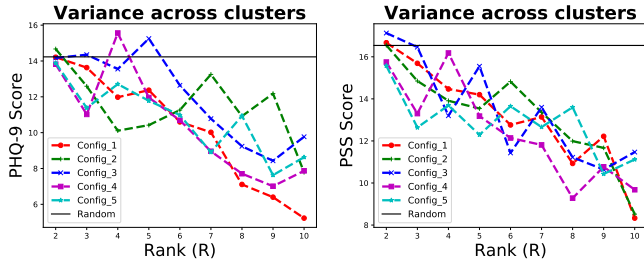 Variance across clusters
PHQ-9 Score
16
14
12
10
8
6
Config_1
Config_2
Config_3
Config_4
Config_5
Random
2 3 4 5 6 7 8 9 10
Rank (R)
Variance across clusters
PSS Score
16
14
12
10
8
Config_1
Config_2
Config_3
Config_4
Config_5
Random
2 3 4 5 6 7 8 9 10
Rank (R)